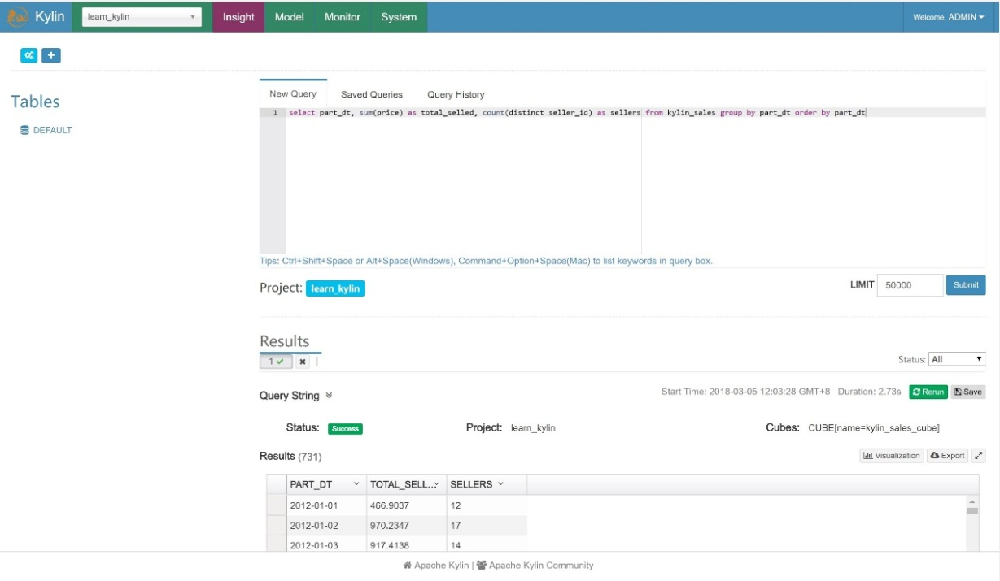 Kylin learn_kylin Insight Model Monitor System Welcome, ADMIN
Tables
DEFAULT
New Query Saved Queries Query History
1 select part_dt, sum(price) as total_selled, count(distinct seller_id) as sellers from kylin_sales group by part_dt order by part_dt
Tips: Ctrl+Shift+Space or Alt+Space(Windows), Command+Option+Space(Mac) to list keywords in query box.
Project: learn_kylin LIMIT 50000 Submit
Results
1 Status: All
Query String Start Time: 2018-03-05 12:03:28 GMT+8 Duration: 2.73s Rerun Save
Status: Success Project: learn_kylin Cubes: CUBE[name=kylin_sales_cube]
Results (731) Visualization Export
PART_DT TOTAL_SELL... SELLERS
2012-01-01 466.9037 12
2012-01-02 970.2347 17
2012-01-03 917.4138 14
Apache Kylin | Apache Kylin Community